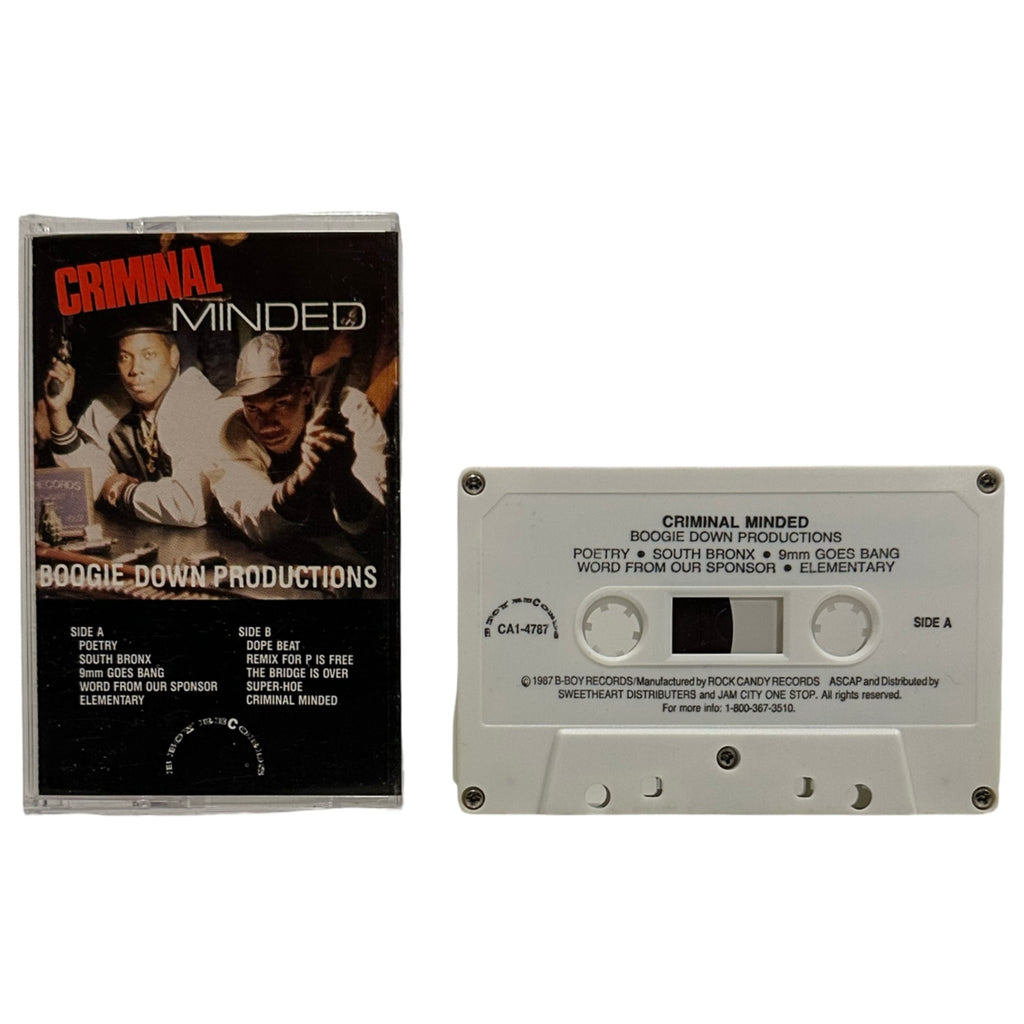 CRIMINAL
MINDED
ECORDS
BOOGIE DOWN PRODUCTIONS
SIDE A
POETRY
SOUTH BRONX
9mm GOES BANG
WORD FROM OUR SPONSOR
ELEMENTARY
SIDE B
DOPE BEAT
REMIX FOR P IS FREE
THE BRIDGE IS OVER
SUPER-HOE
CRIMINAL MINDED
B-BOY RECORDS
CRIMINAL MINDED
BOOGIE DOWN PRODUCTIONS
POETRY • SOUTH BRONX • 9mm GOES BANG
WORD FROM OUR SPONSOR • ELEMENTARY
B-BOY RECORDS
CA1-4787
SIDE A
© 1987 B-BOY RECORDS/Manufactured by ROCK CANDY RECORDS ASCAP and Distributed by
SWEETHEART DISTRIBUTERS and JAM CITY ONE STOP. All rights reserved.
For more info: 1-800-367-3510.